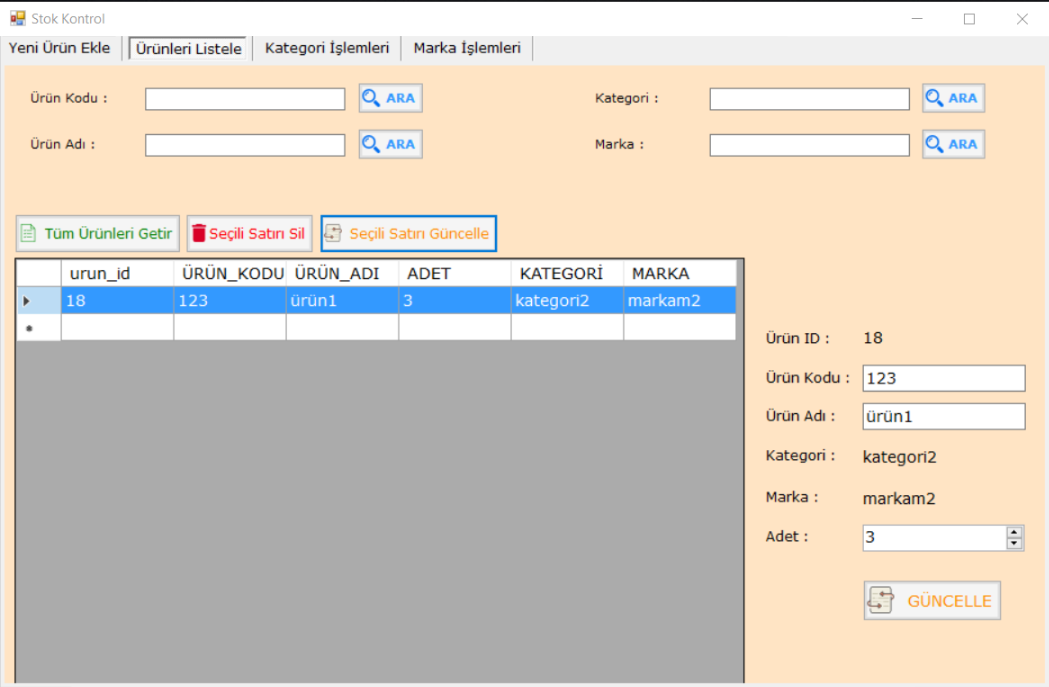 Stok Kontrol
Yeni Ürün Ekle Ürünleri Listele Kategori İşlemleri Marka İşlemleri
Ürün Kodu : ARA Kategori : ARA
Ürün Adı : ARA Marka : ARA
Tüm Ürünleri Getir Seçili Satırı Sil Seçili Satırı Güncelle
urun_id ÜRÜN_KODU ÜRÜN_ADI ADET KATEGORİ MARKA
18 123 ürün1 3 kategori2 markam2
Ürün ID : 18
Ürün Kodu : 123
Ürün Adı : ürün1
Kategori : kategori2
Marka : markam2
Adet : 3
GÜNCELLE